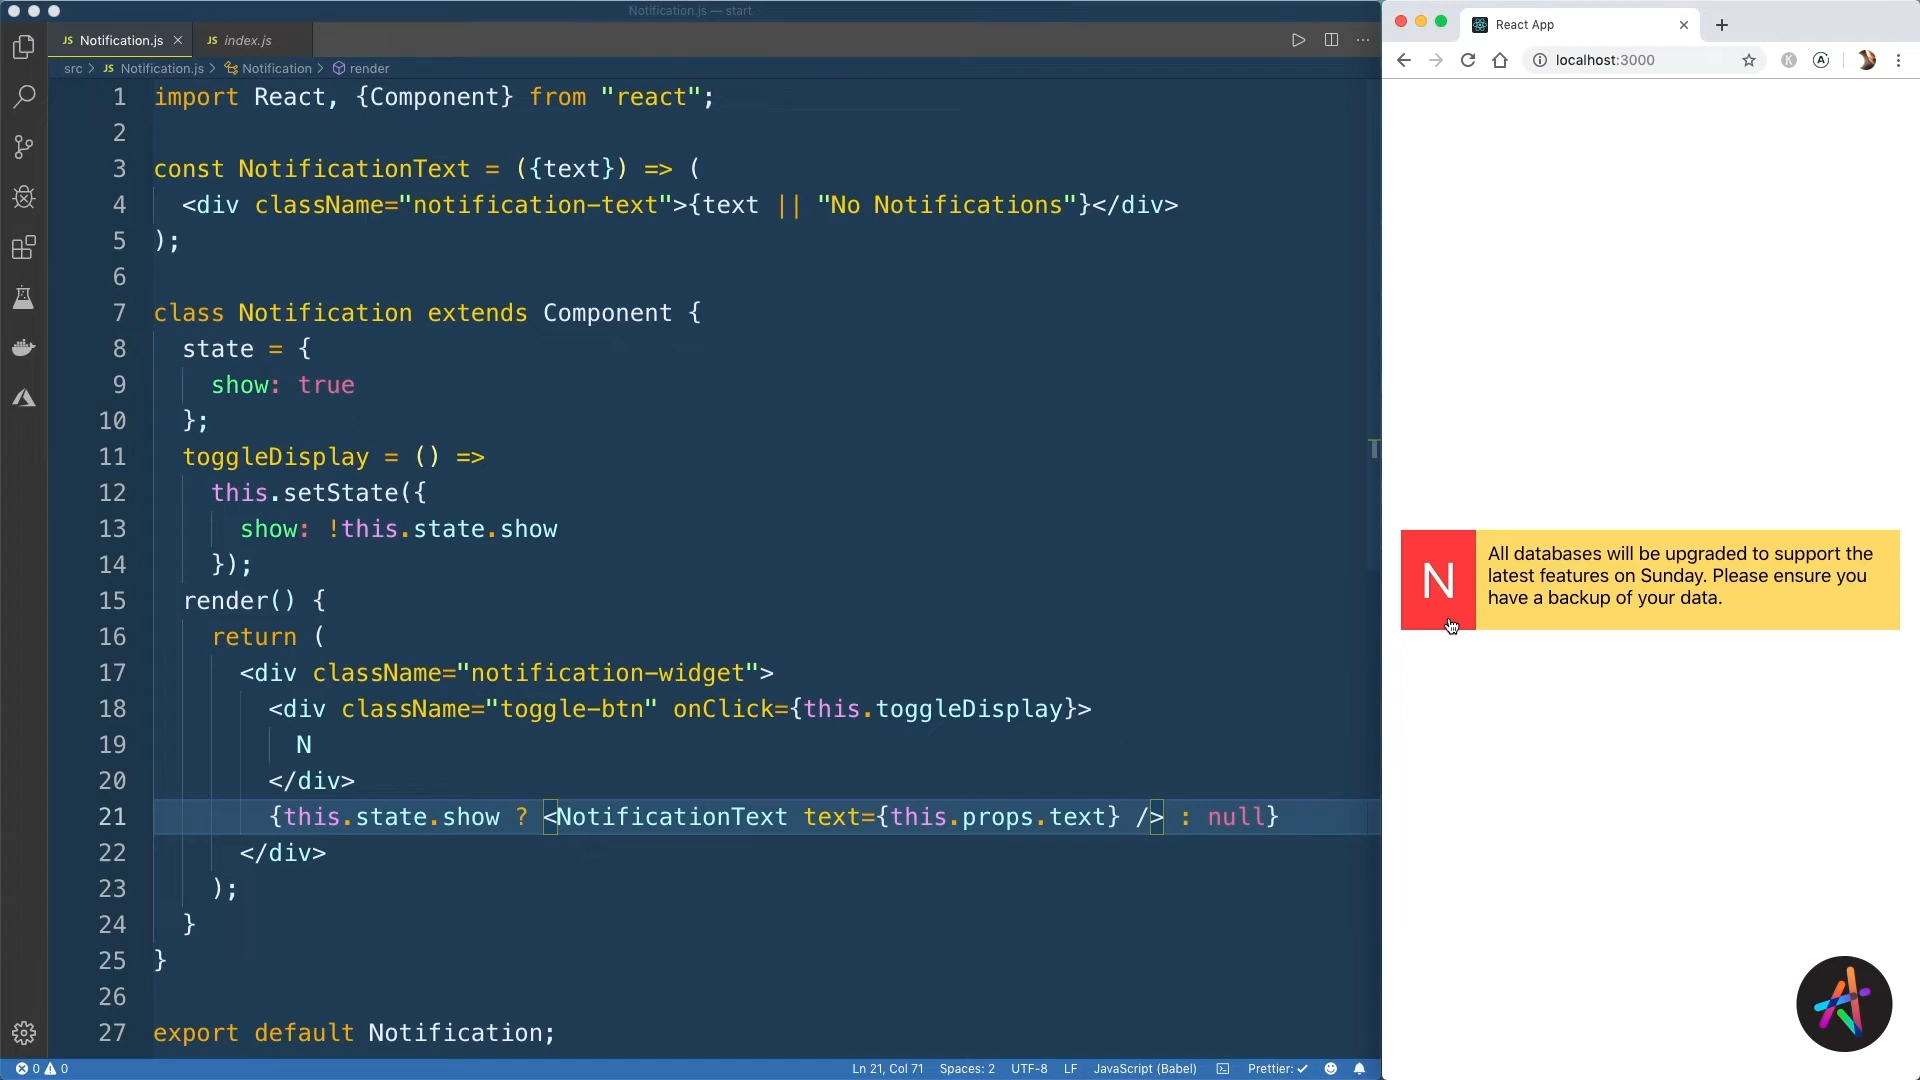 Notification.js — start
JS Notification.js
JS index.js
src > JS Notification.js > Notification > render
1 import React, {Component} from "react";
2
3 const NotificationText = ({text}) => (
4 <div className="notification-text">{text || "No Notifications"}</div>
5 );
6
7 class Notification extends Component {
8 state = {
9 show: true
10 };
11 toggleDisplay = () =>
12 this.setState({
13 show: !this.state.show
14 });
15 render() {
16 return (
17 <div className="notification-widget">
18 <div className="toggle-btn" onClick={this.toggleDisplay}>
19 N
20 </div>
21 {this.state.show ? <NotificationText text={this.props.text} /> : null}
22 </div>
23 );
24 }
25 }
26
27 export default Notification;
0 0
Ln 21, Col 71 Spaces: 2 UTF-8 LF JavaScript (Babel) Prettier: ✓
React App
localhost:3000
K
A
N
All databases will be upgraded to support the
latest features on Sunday. Please ensure you
have a backup of your data.